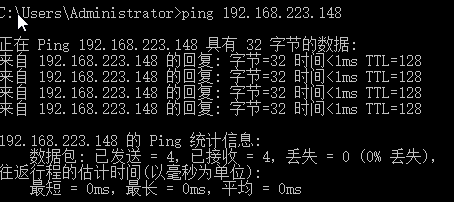 C:\Users\Administrator>ping 192.168.223.148
正在 Ping 192.168.223.148 具有 32 字节的数据:
来自 192.168.223.148 的回复: 字节=32 时间<1ms TTL=128
来自 192.168.223.148 的回复: 字节=32 时间<1ms TTL=128
来自 192.168.223.148 的回复: 字节=32 时间<1ms TTL=128
来自 192.168.223.148 的回复: 字节=32 时间<1ms TTL=128
192.168.223.148 的 Ping 统计信息:
数据包: 已发送 = 4, 已接收 = 4, 丢失 = 0 (0% 丢失),
往返行程的估计时间(以毫秒为单位):
最短 = 0ms, 最长 = 0ms, 平均 = 0ms